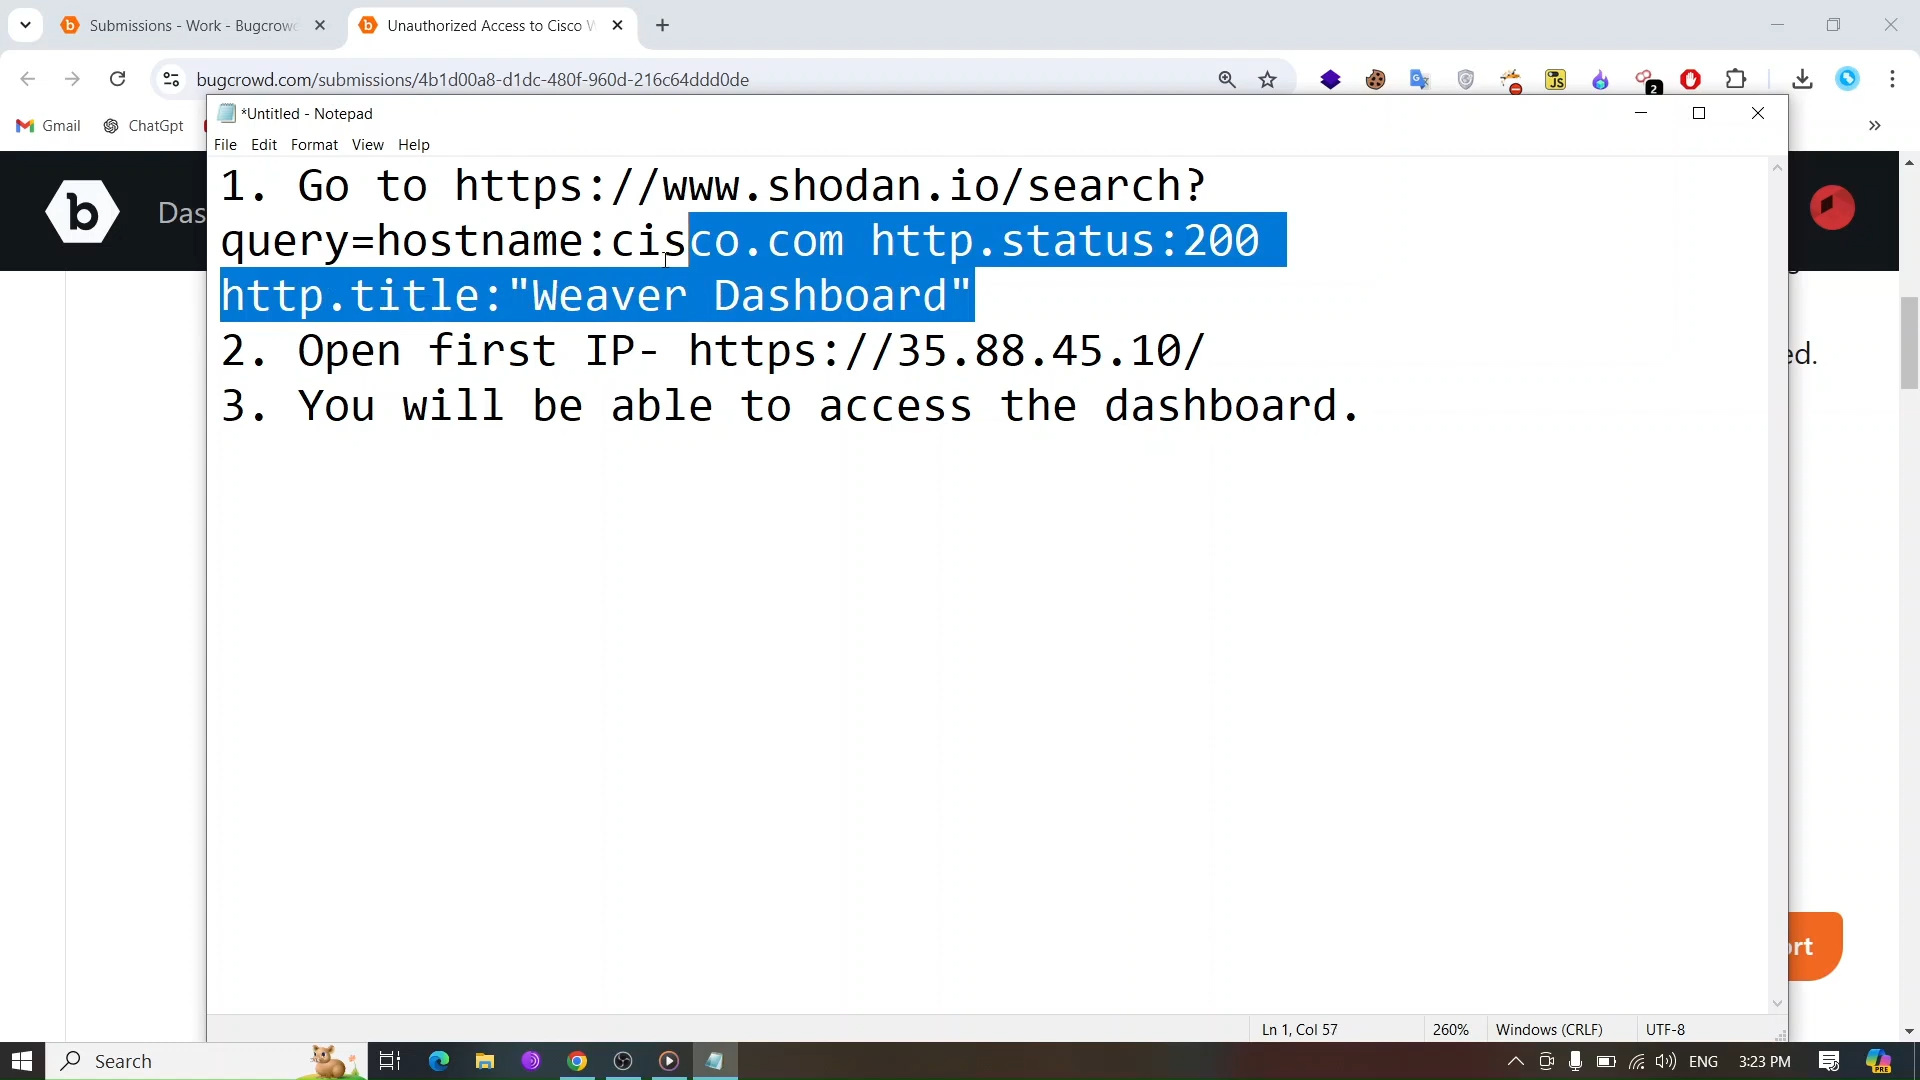 Submissions - Work - Bugcrow
Unauthorized Access to Cisco W
bugcrowd.com/submissions/4b1d00a8-d1dc-480f-960d-216c64ddd0de
2
Gmail
ChatGpt
*Untitled - Notepad
File Edit Format View Help
b Das
1. Go to https://www.shodan.io/search?
query=hostname:cisco.com http.status:200
http.title:"Weaver Dashboard"
2. Open first IP- https://35.88.45.10/
3. You will be able to access the dashboard.
ed.
ort
Ln 1, Col 57
260%
Windows (CRLF)
UTF-8
Search
ENG
3:23 PM
PRE